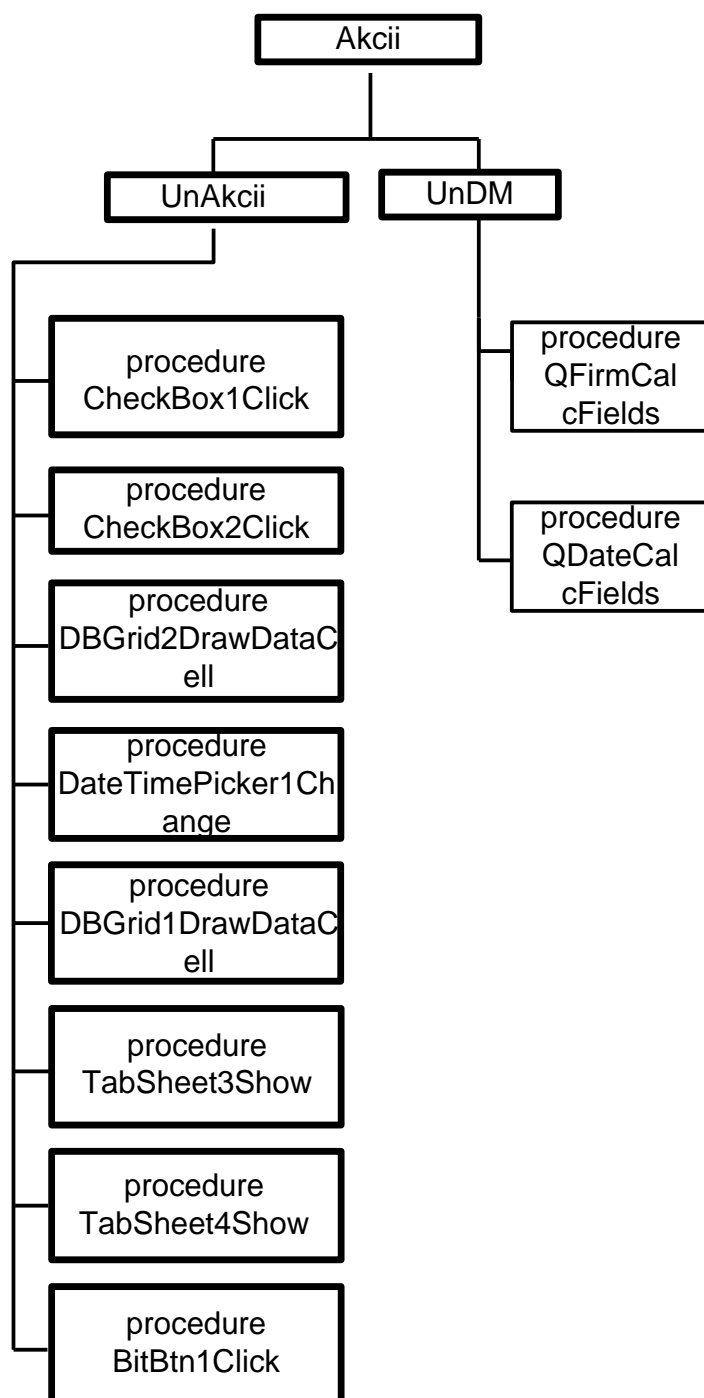 Akcii
UnAkcii
UnDM
procedure
CheckBox1Click
procedure
CheckBox2Click
procedure
DBGrid2DrawDataC
ell
procedure
DateTimePicker1Ch
ange
procedure
DBGrid1DrawDataC
ell
procedure
TabSheet3Show
procedure
TabSheet4Show
procedure
BitBtn1Click
procedure
QFirmCal
cFields
procedure
QDateCal
cFields